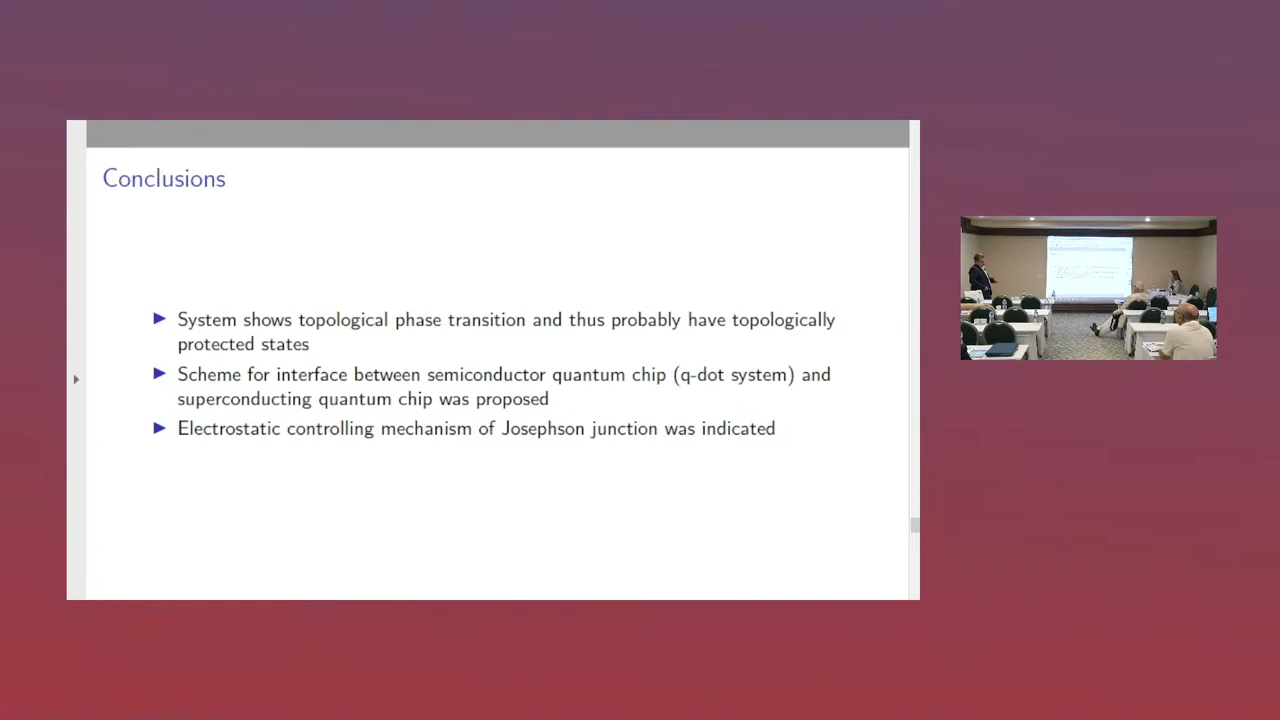 Conclusions
System shows topological phase transition and thus probably have topologically
protected states
Scheme for interface between semiconductor quantum chip (q-dot system) and
superconducting quantum chip was proposed
Electrostatic controlling mechanism of Josephson junction was indicated